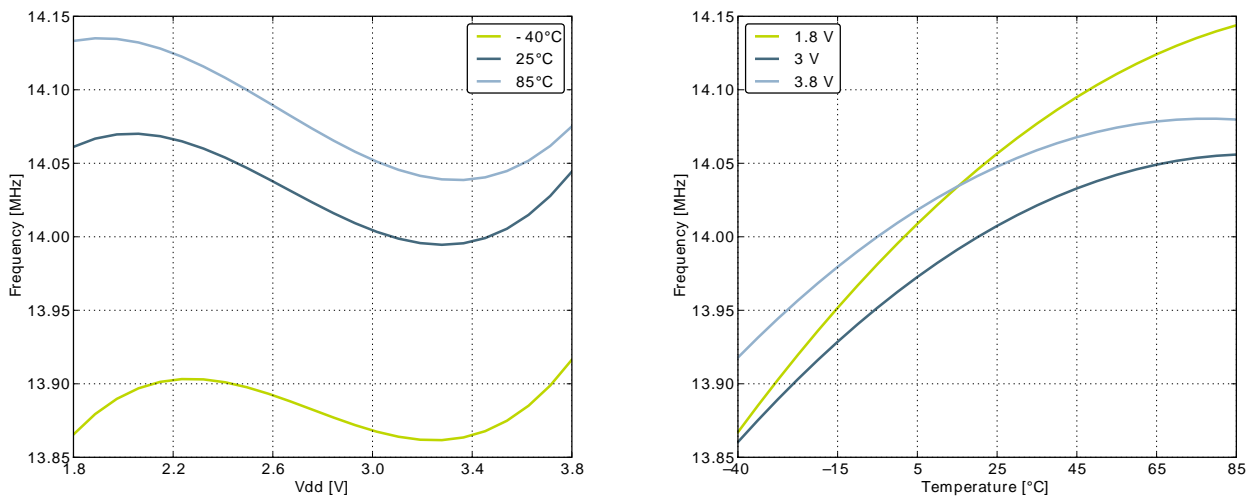 14.15
14.10
14.05
14.00
13.95
13.90
13.85
Frequency [MHz]
1.8
2.2
2.6
3.0
3.4
3.8
Vdd [V]
- 40°C
25°C
85°C
14.15
14.10
14.05
14.00
13.95
13.90
13.85
Frequency [MHz]
–40
–15
5
25
45
65
85
Temperature [°C]
1.8 V
3 V
3.8 V